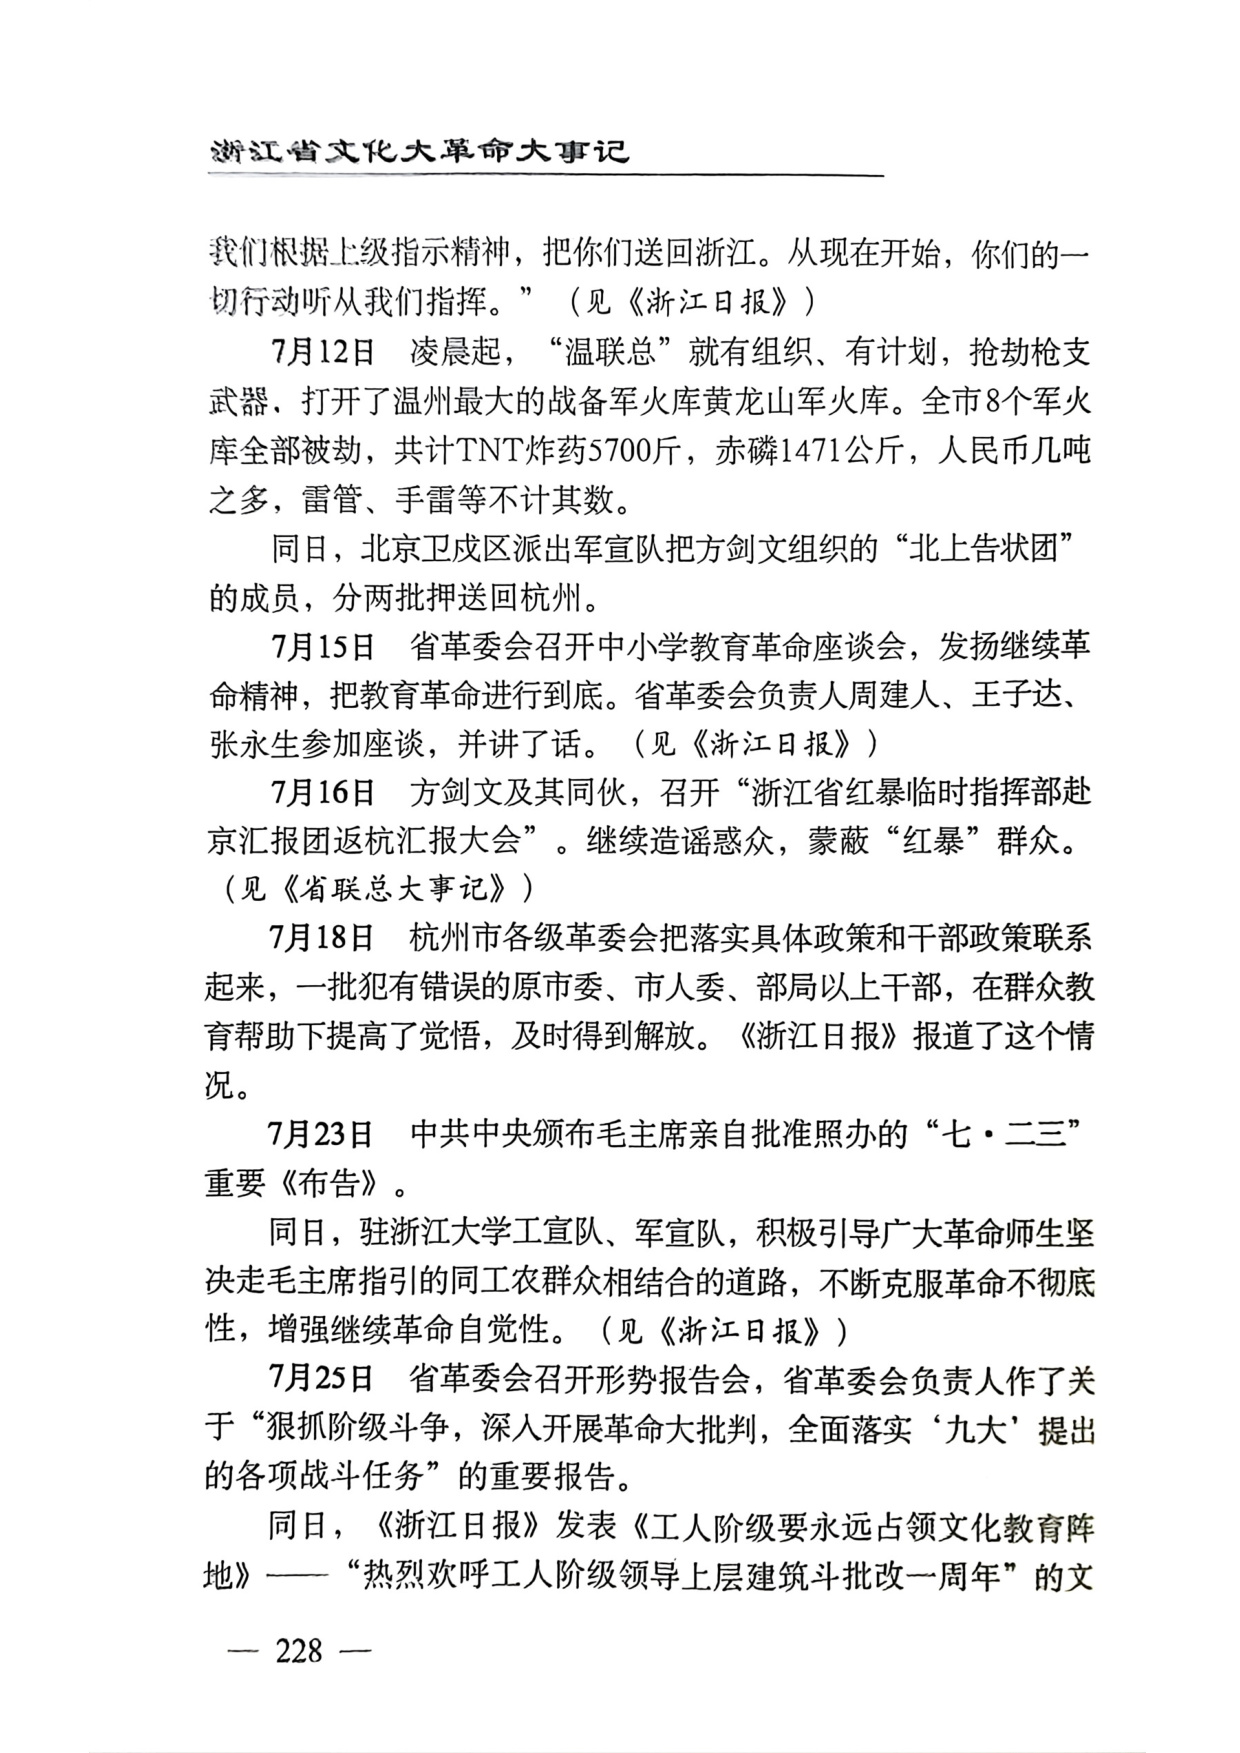 浙江省文化大革命大事记
我们根据上级指示精神，把你们送回浙江。从现在开始，你们的一
切行动听从我们指挥。”（见《浙江日报》）
7月12日　凌晨起，“温联总”就有组织、有计划，抢劫枪支
武器，打开了温州最大的战备军火库黄龙山军火库。全市8个军火
库全部被劫，共计TNT炸药5700斤，赤磷1471公斤，人民币几吨
之多，雷管、手雷等不计其数。
同日，北京卫戍区派出军宣队把方剑文组织的“北上告状团”
的成员，分两批押送回杭州。
7月15日　省革委会召开中小学教育革命座谈会，发扬继续革
命精神，把教育革命进行到底。省革委会负责人周建人、王子达、
张永生参加座谈，并讲了话。（见《浙江日报》）
7月16日　方剑文及其同伙，召开“浙江省红暴临时指挥部赴
京汇报团返杭汇报大会”。继续造谣惑众，蒙蔽“红暴”群众。
（见《省联总大事记》）
7月18日　杭州市各级革委会把落实具体政策和干部政策联系
起来，一批犯有错误的原市委、市人委、部局以上干部，在群众教
育帮助下提高了觉悟，及时得到解放。《浙江日报》报道了这个情
况。
7月23日　中共中央颁布毛主席亲自批准照办的“七·二三”
重要《布告》。
同日，驻浙江大学工宣队、军宣队，积极引导广大革命师生坚
决走毛主席指引的同工农群众相结合的道路，不断克服革命不彻底
性，增强继续革命自觉性。（见《浙江日报》）
7月25日　省革委会召开形势报告会，省革委会负责人作了关
于“狠抓阶级斗争，深入开展革命大批判，全面落实‘九大’提出
的各项战斗任务”的重要报告。
同日，《浙江日报》发表《工人阶级要永远占领文化教育阵
地》——“热烈欢呼工人阶级领导上层建筑斗批改一周年”的文
— 228 —